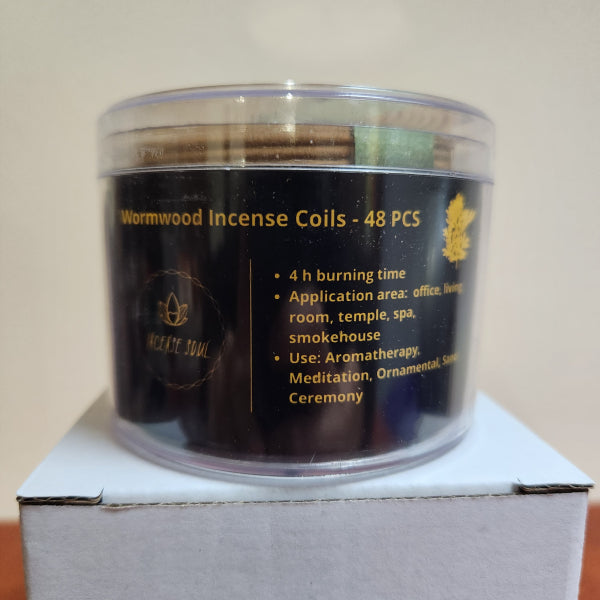 Wormwood Incense Coils - 48 PCS
• 4 h burning time
• Application area: office, living
room, temple, spa,
smokehouse
• Use: Aromatherapy,
Meditation, Ornamental,
Ceremony
SOUL